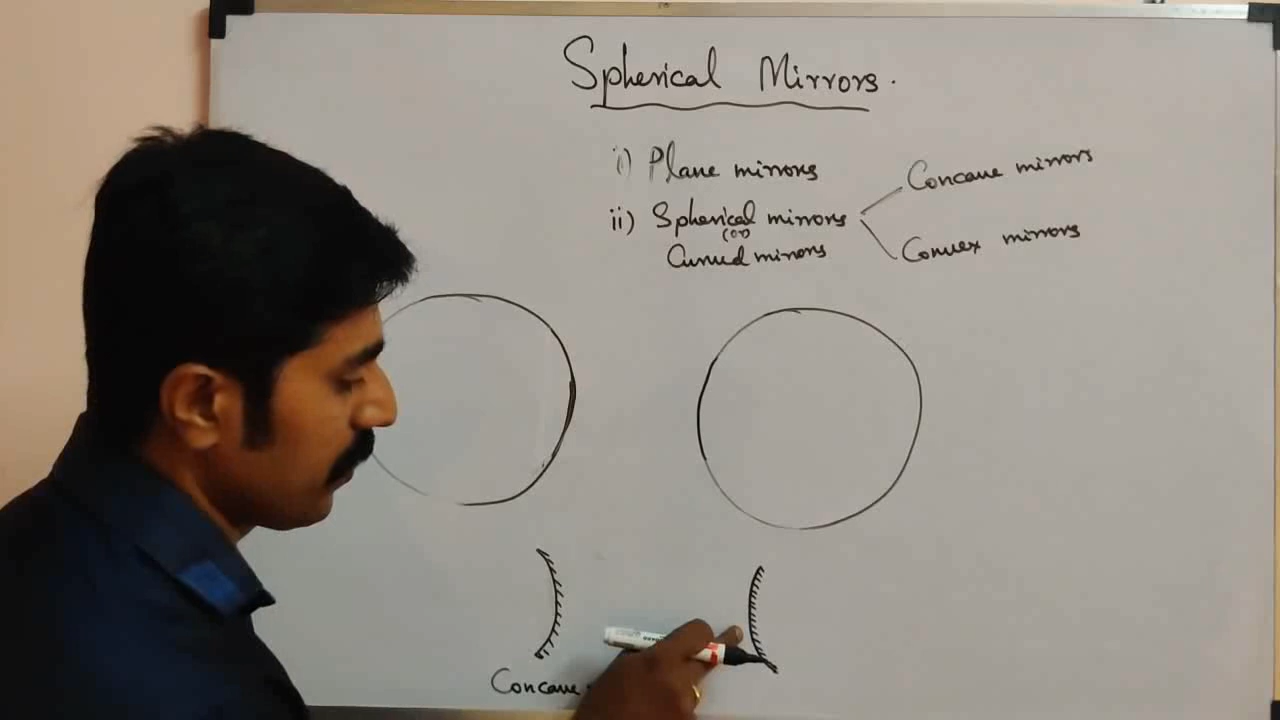 Spherical Mirrors.
i) Plane mirrors
ii) Spherical mirrors
(or)
Curved mirrors
Concave mirrors
Convex mirrors
Concave